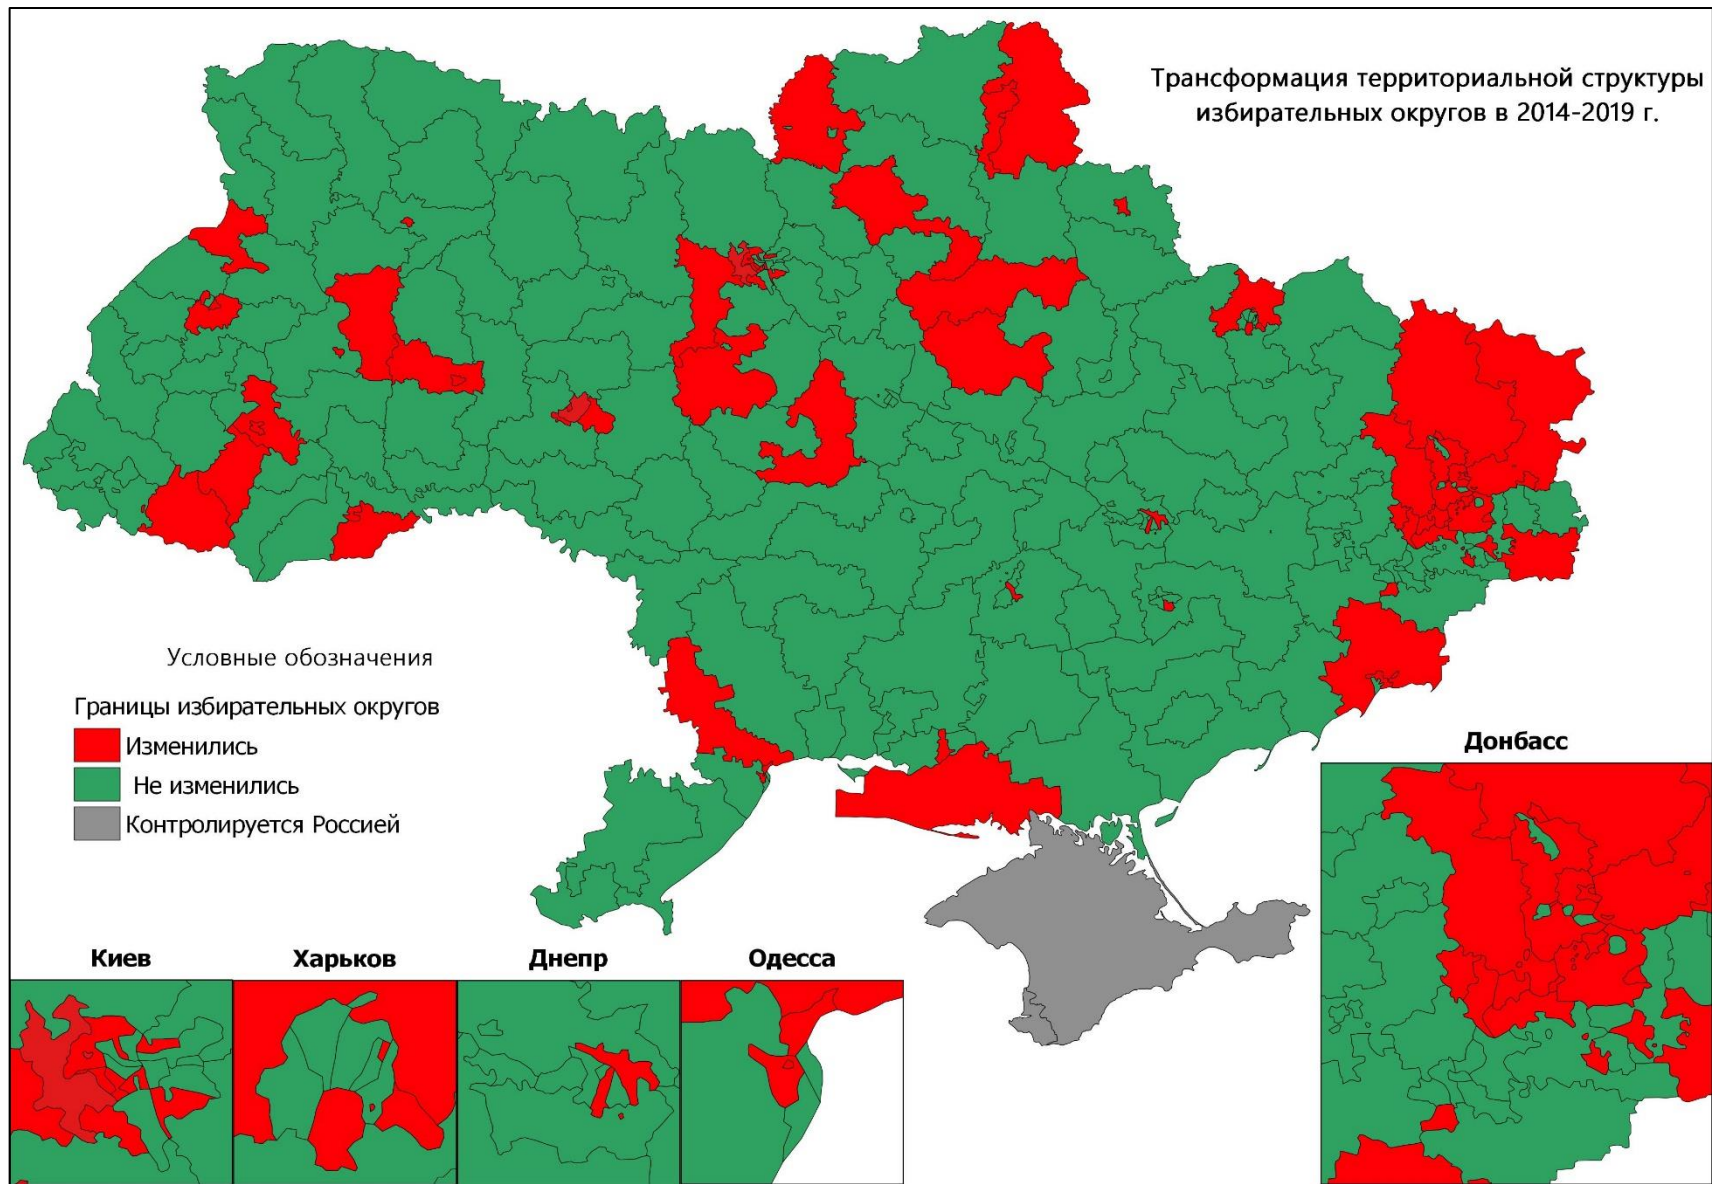 Трансформация территориальной структуры
избирательных округов в 2014-2019 г.
Условные обозначения
Границы избирательных округов
Изменились
Не изменились
Контролируется Россией
Донбасс
Киев
Харьков
Днепр
Одесса